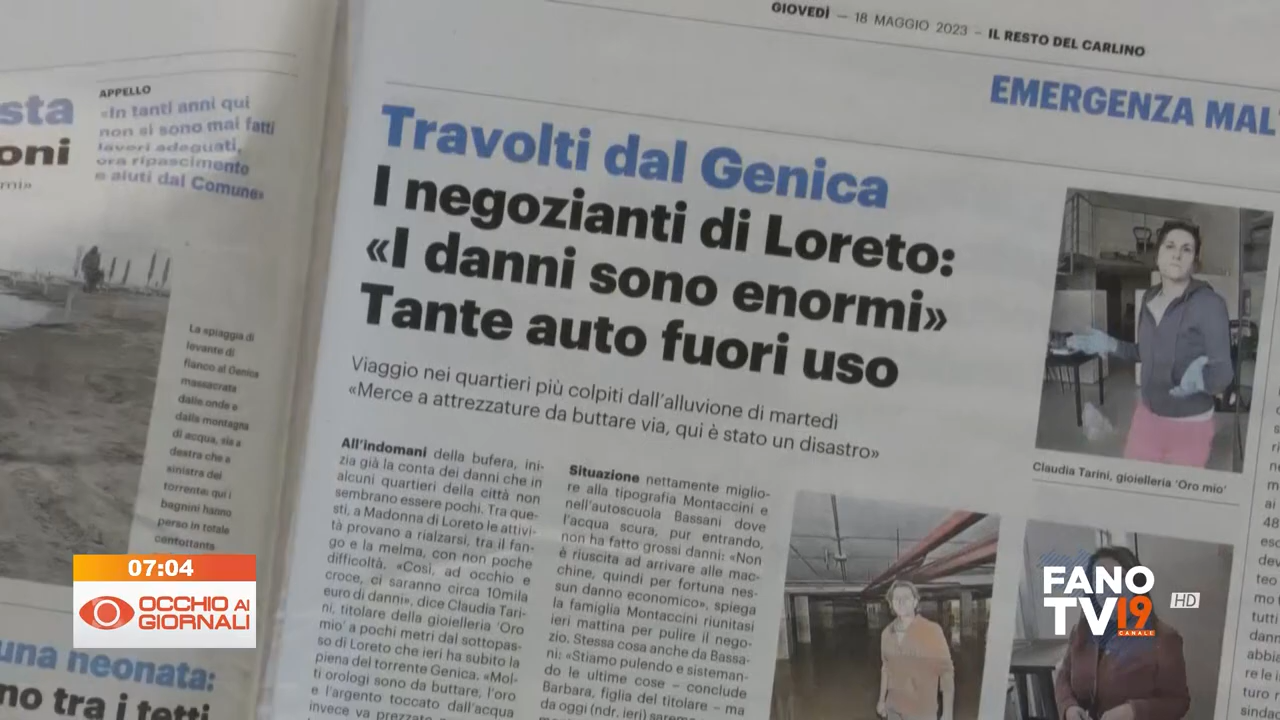 GIOVEDÌ — 18 MAGGIO 2023 – IL RESTO DEL CARLINO
EMERGENZA MAL
sta
oni
APPELLO
«In tanti anni qui
non si sono mai fatti
lavori adeguati,
ora ripascimento
e aiuti dal Comune»
La spiaggia di
levante di
fianco al Genica
massacrata
dalle onde e
dalla montagna
di acqua, sia a
destra che a
sinistra del
torrente: qui i
bagnini hanno
perso in totale
centottanta
una neonata:
no tra i tetti
Travolti dal Genica
I negozianti di Loreto:
«I danni sono enormi»
Tante auto fuori uso
Viaggio nei quartieri più colpiti dall'alluvione di martedì
«Merce a attrezzature da buttare via, qui è stato un disastro»
All'indomani della bufera, ini-
zia già la conta dei danni che in
alcuni quartieri della città non
sembrano essere pochi. Tra que-
sti, a Madonna di Loreto le attivi-
tà provano a rialzarsi, tra il fan-
go e la melma, con non poche
difficoltà. «Così, ad occhio e
croce, ci saranno circa 10mila
euro di danni», dice Claudia Tari-
ni, titolare della gioielleria 'Oro
mio' a pochi metri dal sottopas-
so di Loreto che ieri ha subito la
piena del torrente Genica. «Mol-
ti orologi sono da buttare, l'oro
e l'argento toccato dall'acqua
invece va prezzato
Situazione nettamente miglio-
re alla tipografia Montaccini e
nell'autoscuola Bassani dove
l'acqua scura, pur entrando,
non ha fatto grossi danni: «Non
è riuscita ad arrivare alle mac-
chine, quindi per fortuna nes-
sun danno economico», spiega
la famiglia Montaccini riunitasi
ieri mattina per pulire il nego-
zio. Stessa cosa anche da Bassa-
ni: «Stiamo pulendo e sisteman-
do le ultime cose – conclude
Barbara, figlia del titolare – ma
da oggi (ndr. ieri) saremo
Claudia Tarini, gioielleria 'Oro mio'
07:04
OCCHIO AI
GIORNALI
FANO
TV19
CANALE
HD